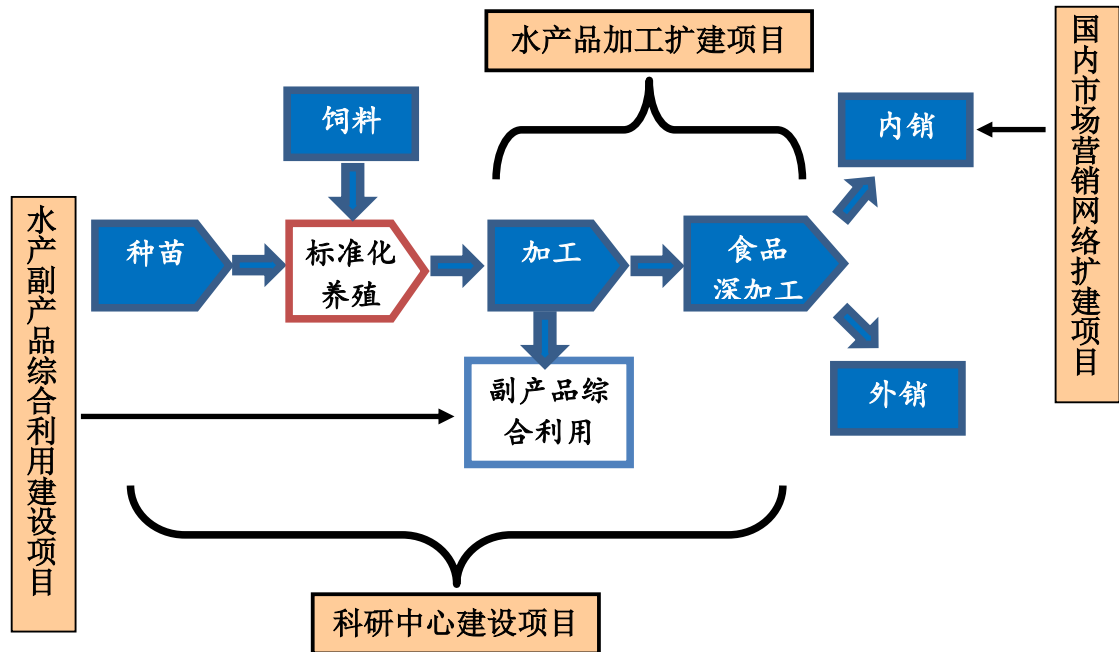 水产品加工扩建项目
国内市场营销网络扩建项目
饲料
内销
水产副产品综合利用建设项目
种苗
标准化
养殖
加工
食品
深加工
副产品综
合利用
外销
科研中心建设项目